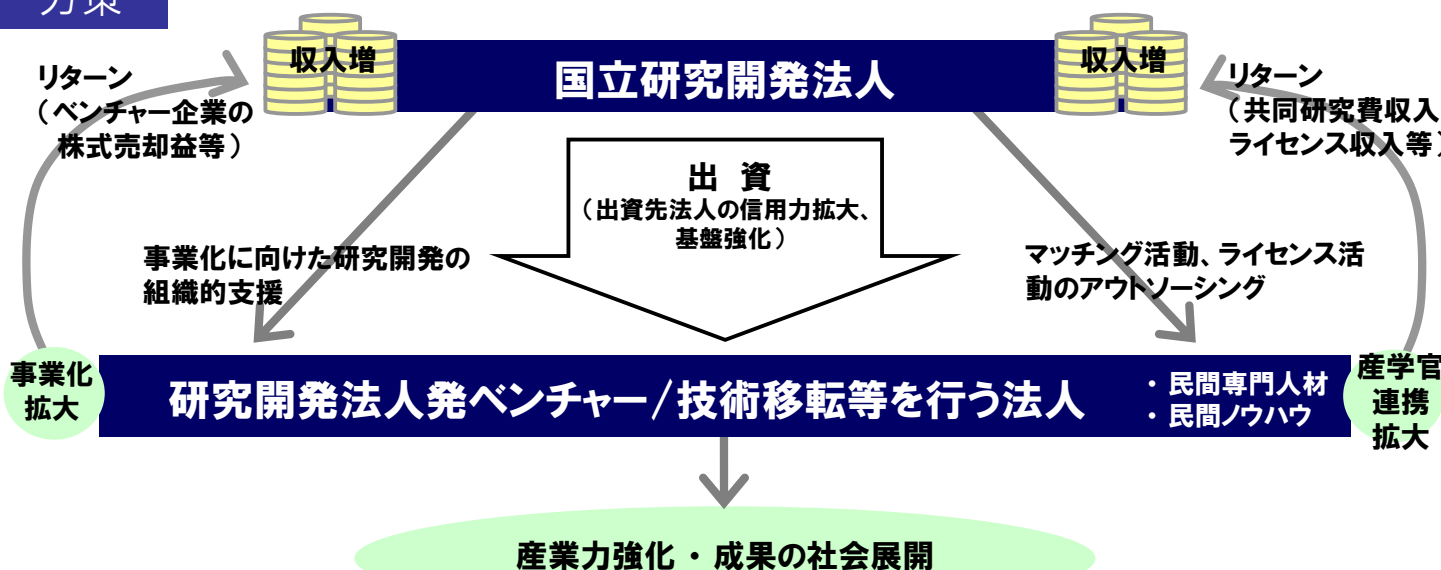 方策
収入増
国立研究開発法人
収入増
リターン
（ベンチャー企業の
株式売却益等）
リターン
（共同研究費収入
ライセンス収入等）
出 資
（出資先法人の信用力拡大、
基盤強化）
事業化に向けた研究開発の
組織的支援
マッチング活動、ライセンス活
動のアウトソーシング
事業化
拡大
研究開発法人発ベンチャー/技術移転等を行う法人
・ 民間専門人材
・ 民間ノウハウ
産学官
連携
拡大
産業力強化 ・ 成果の社会展開